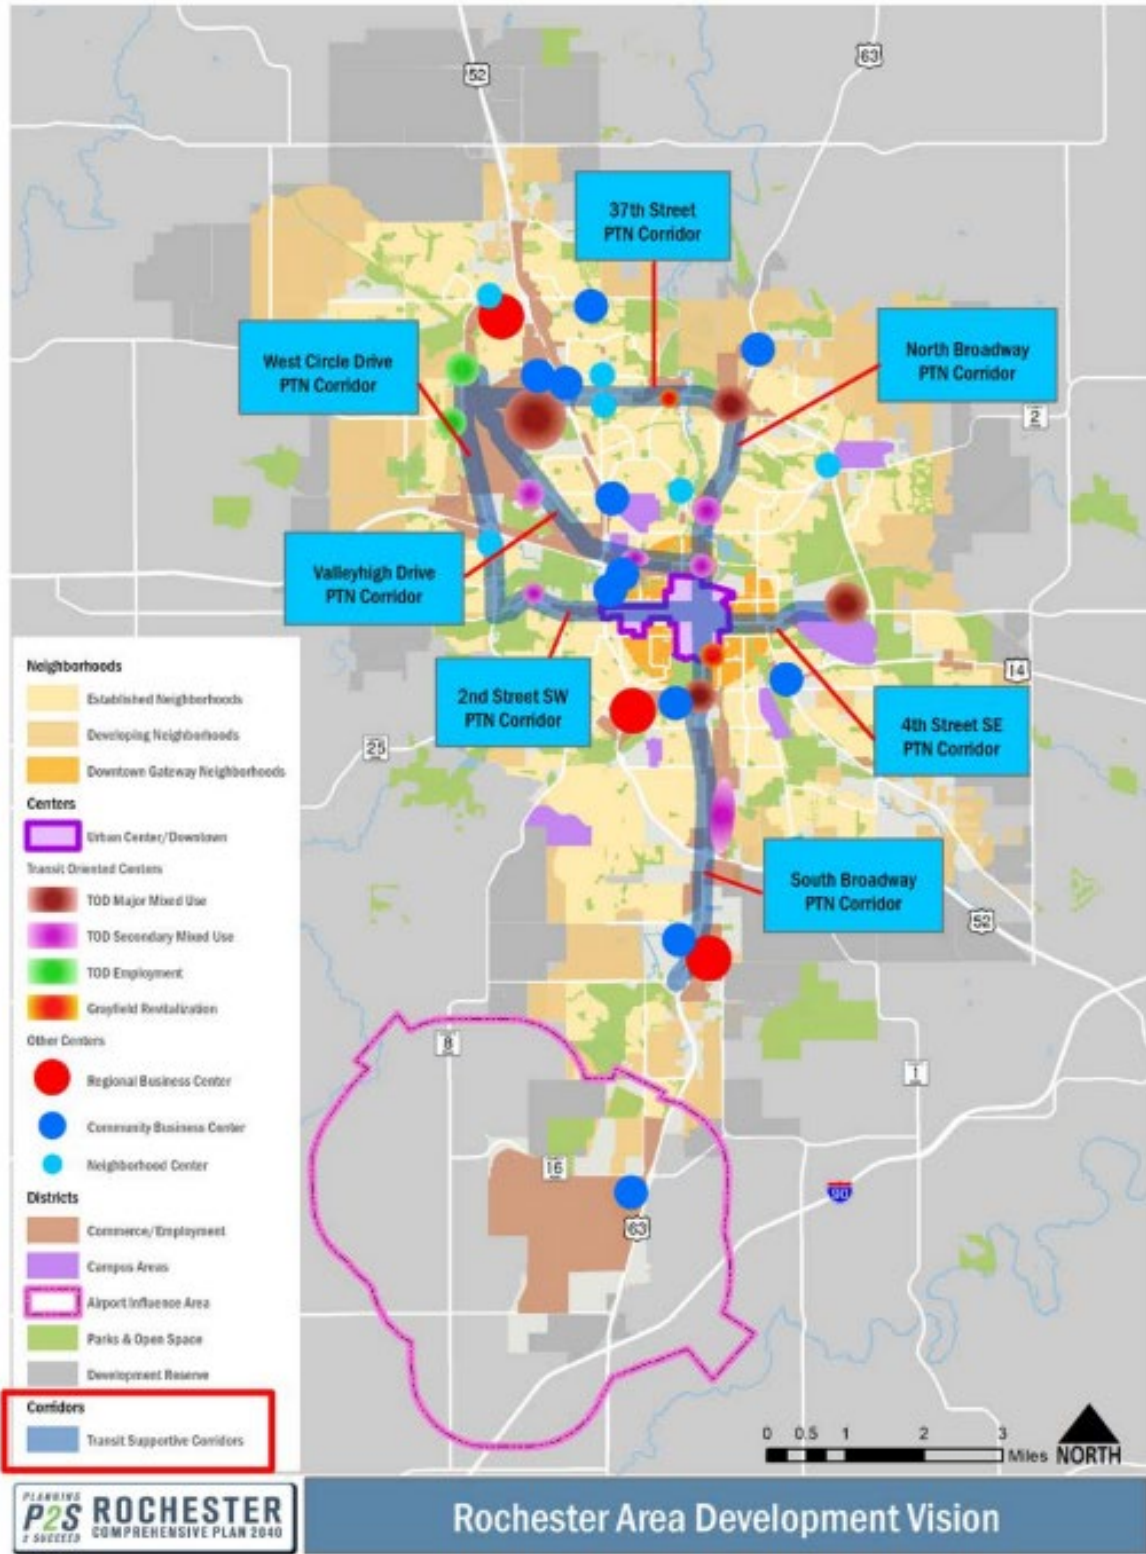 52
63
37th Street
PTN Corridor
West Circle Drive
PTN Corridor
North Broadway
PTN Corridor
2
Valleyhigh Drive
PTN Corridor
2nd Street SW
PTN Corridor
4th Street SE
PTN Corridor
14
25
South Broadway
PTN Corridor
52
8
1
16
90
63
Neighborhoods
Established Neighborhoods
Developing Neighborhoods
Downtown Gateway Neighborhoods
Centers
Urban Center/Downtown
Transit Oriented Centers
TOD Major Mixed Use
TOD Secondary Mixed Use
TOD Employment
Grayfield Revitalization
Other Centers
Regional Business Center
Community Business Center
Neighborhood Center
Districts
Commerce/Employment
Campus Areas
Airport Influence Area
Parks & Open Space
Development Reserve
Corridors
Transit Supportive Corridors
0 0.5 1 2 3
Miles NORTH
PLANNING
P2S
2 SUCCEED
ROCHESTER
COMPREHENSIVE PLAN 2040
Rochester Area Development Vision